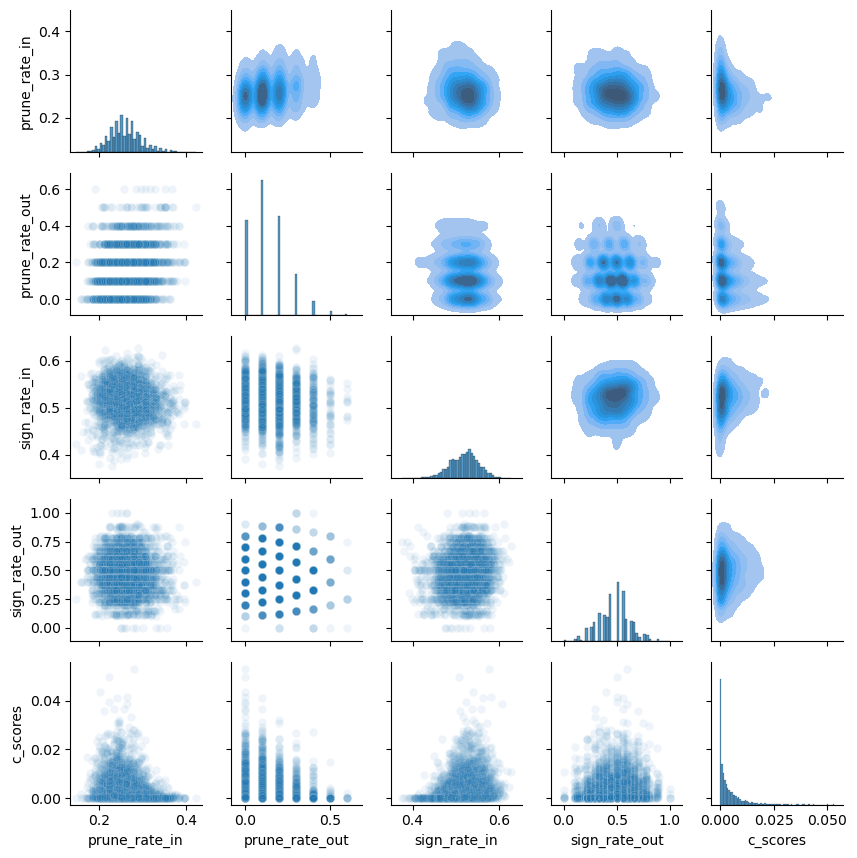 prune_rate_in
0.4
0.3
0.2
prune_rate_out
0.6
0.4
0.2
0.0
sign_rate_in
0.6
0.5
0.4
sign_rate_out
1.00
0.75
0.50
0.25
0.00
c_scores
0.04
0.02
0.00
0.2 0.4 0.0 0.5 0.4 0.6 0.0 0.5 1.0 0.000 0.025 0.050
prune_rate_in prune_rate_out sign_rate_in sign_rate_out c_scores